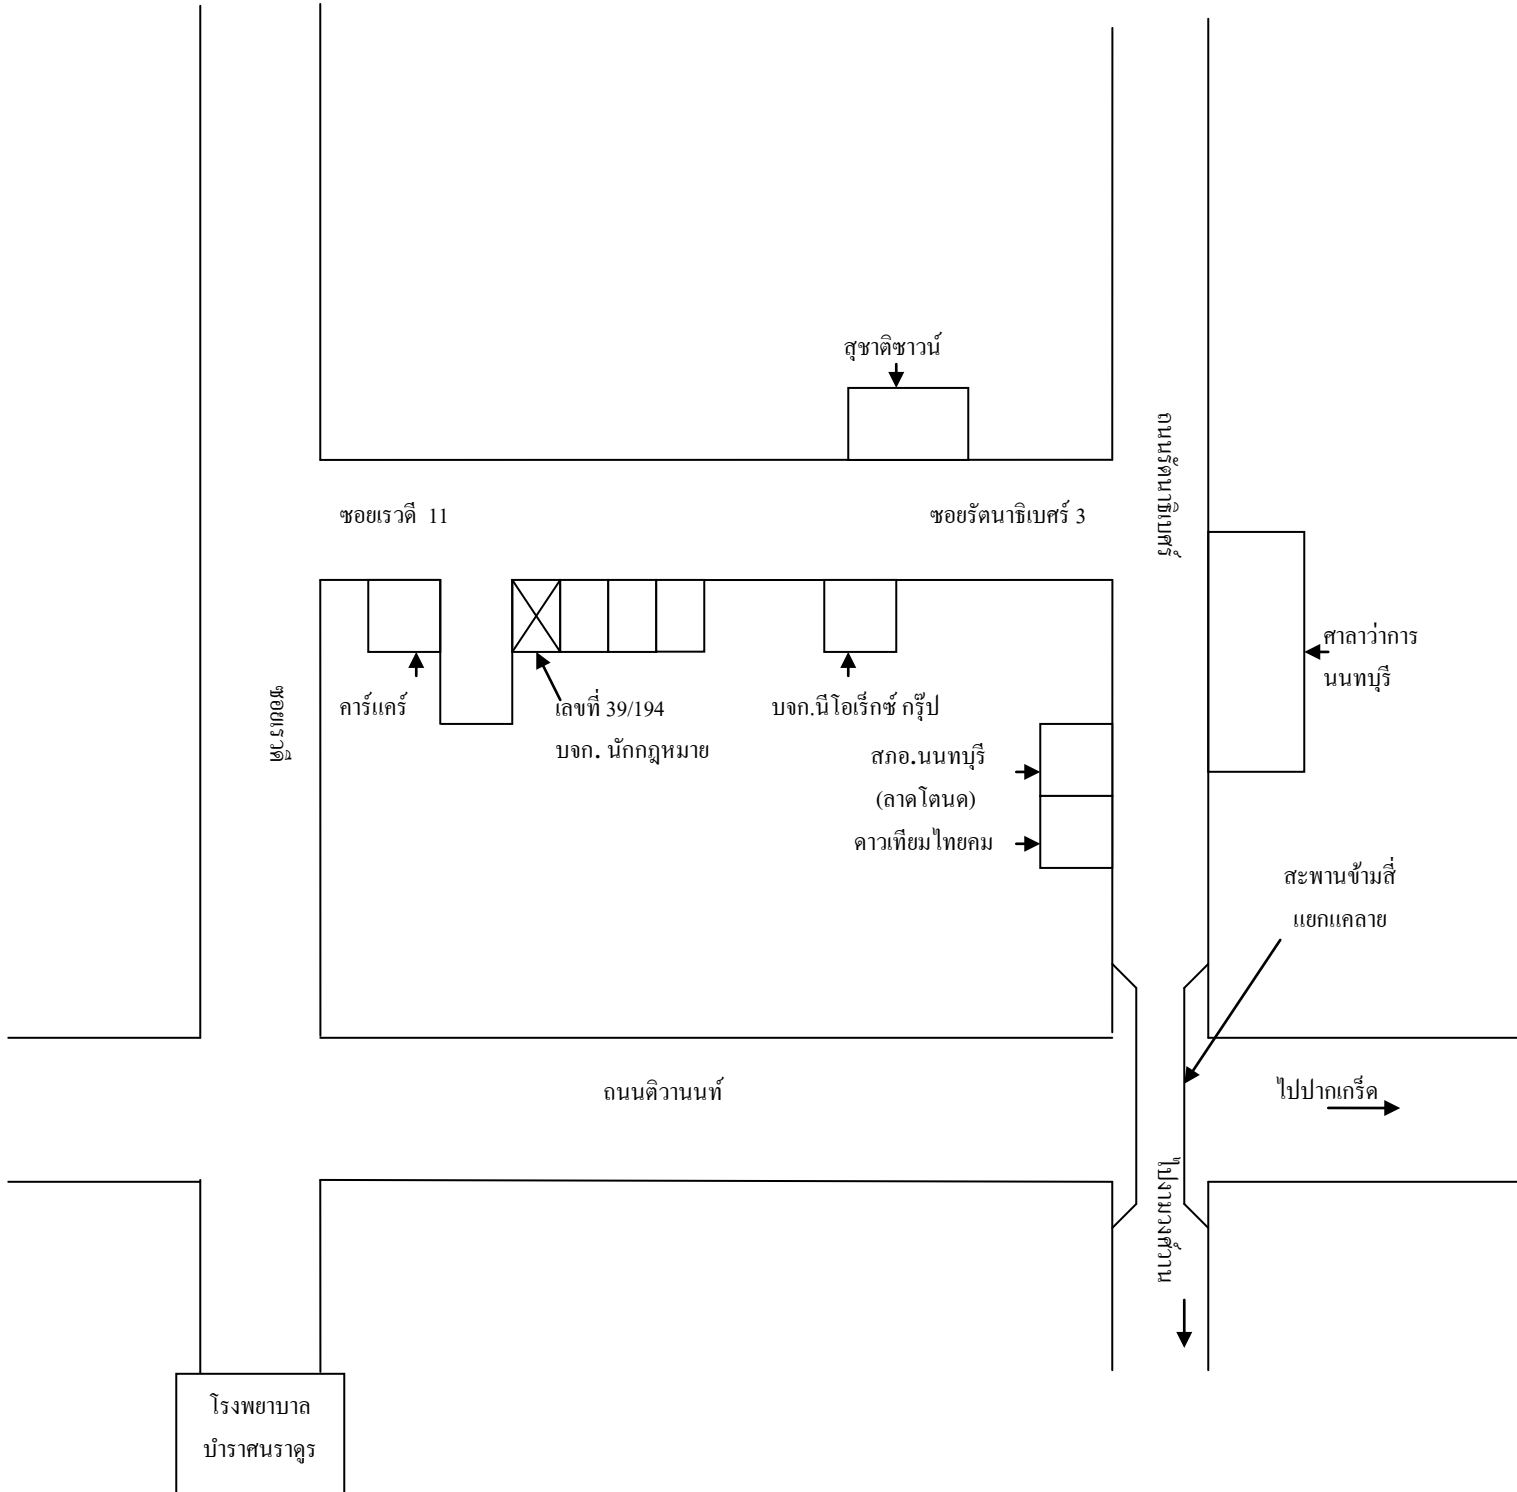 สุชาติซาวน์
ถนนรัตนาธิเบศร์
ซอยเรวดี 11
ซอยรัตนาธิเบศร์ 3
ศาลาว่าการ
นนทบุรี
ซอยเรวดี
คาร์แคร์
เลขที่ 39/194
บจก. นักกฎหมาย
บจก.นีโอเร็กซ์ กรุ๊ป
สภอ.นนทบุรี
(ลาดโตนด)
ดาวเทียมไทยคม
สะพานข้ามสี่
แยกแคลาย
ถนนติวานนท์
ไปปากเกร็ด
ไปงามวงศ์วาน
โรงพยาบาล
บำราศนราดูร